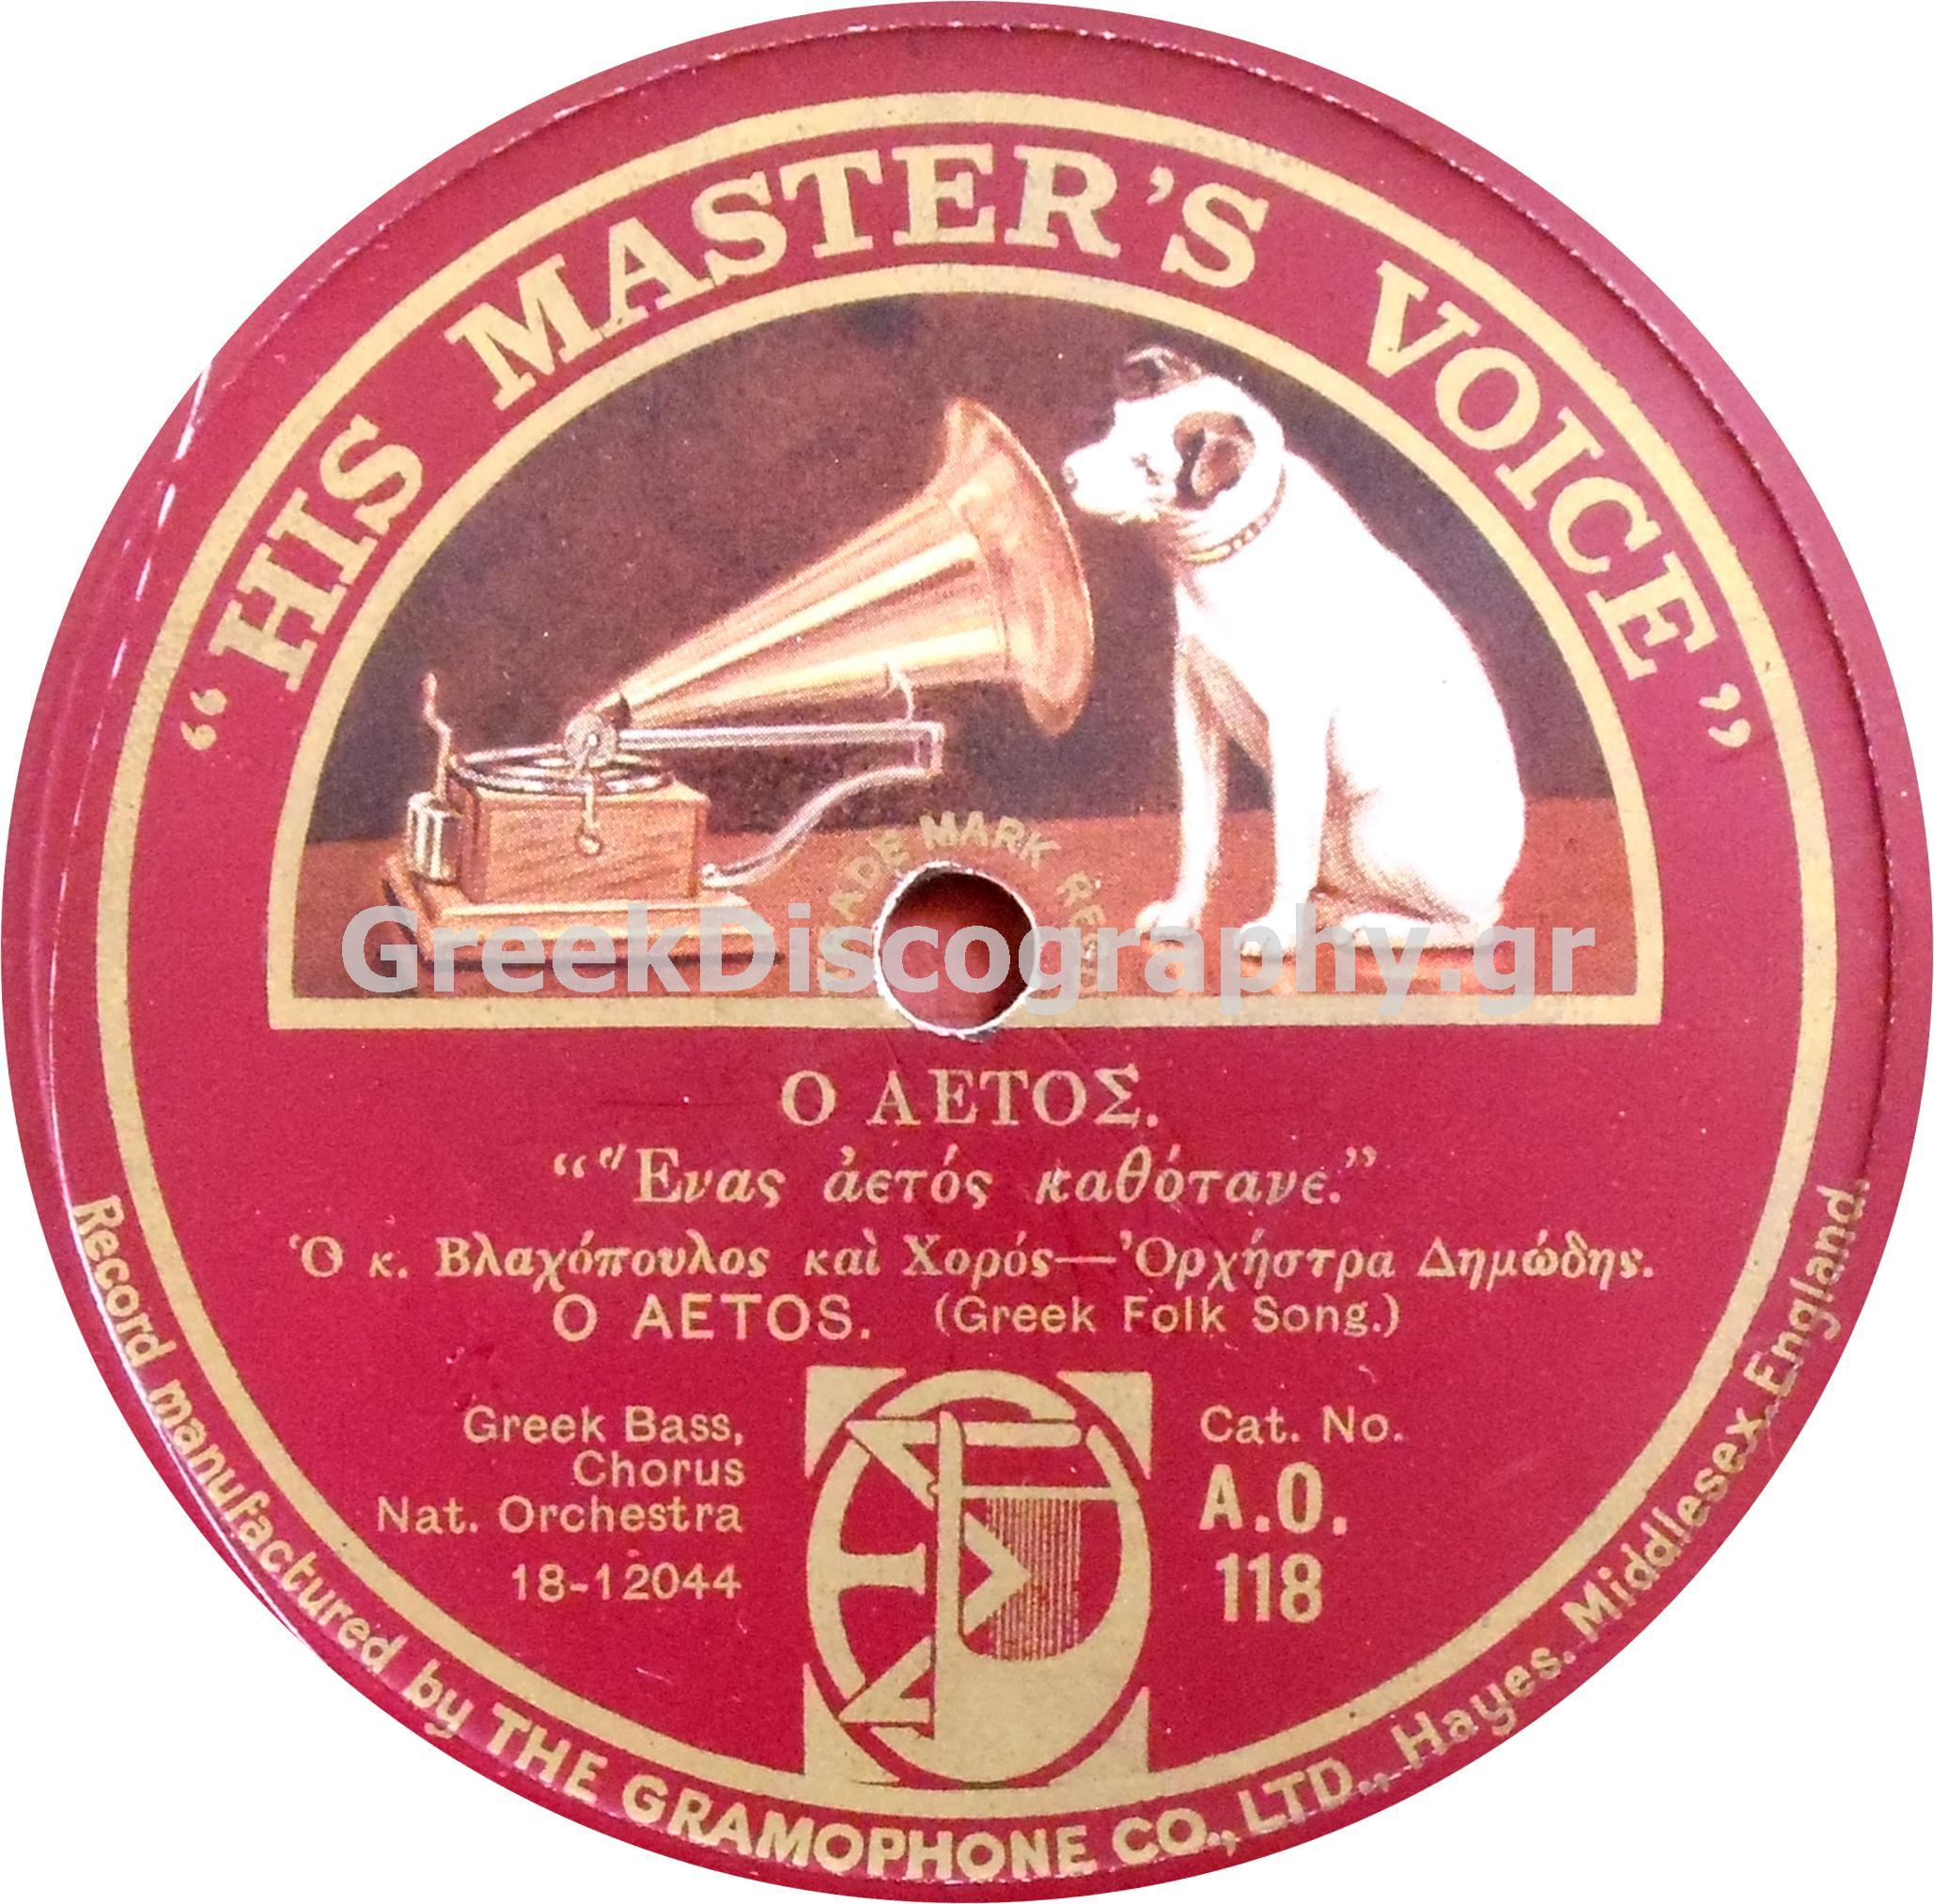 “HIS MASTER'S VOICE”
TRADE MARK REGD
GreekDiscography.gr
Ο ΑΕΤΟΣ.
“Ἕνας ἀετός καθότανε.”
Ὁ κ. Βλαχόπουλος καὶ Χορός—Ὀρχήστρα Δημώδης.
O AETOS. (Greek Folk Song.)
Greek Bass,
Chorus
Nat. Orchestra
18-12044
Cat. No.
A.O.
118
Record manufactured by THE GRAMOPHONE CO., LTD., Hayes. Middlesex. England.